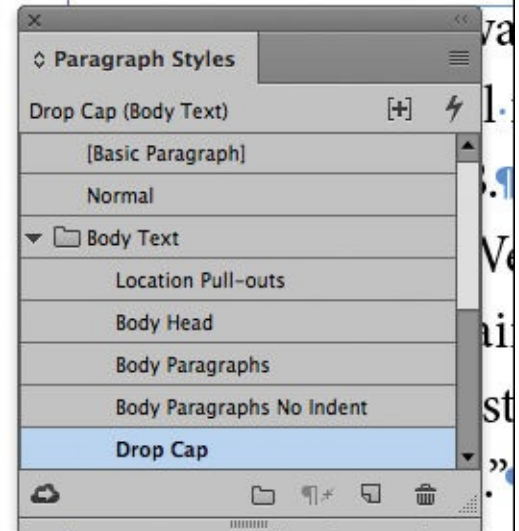 Paragraph Styles
Drop Cap (Body Text)
[Basic Paragraph]
Normal
Body Text
Location Pull-outs
Body Head
Body Paragraphs
Body Paragraphs No Indent
Drop Cap